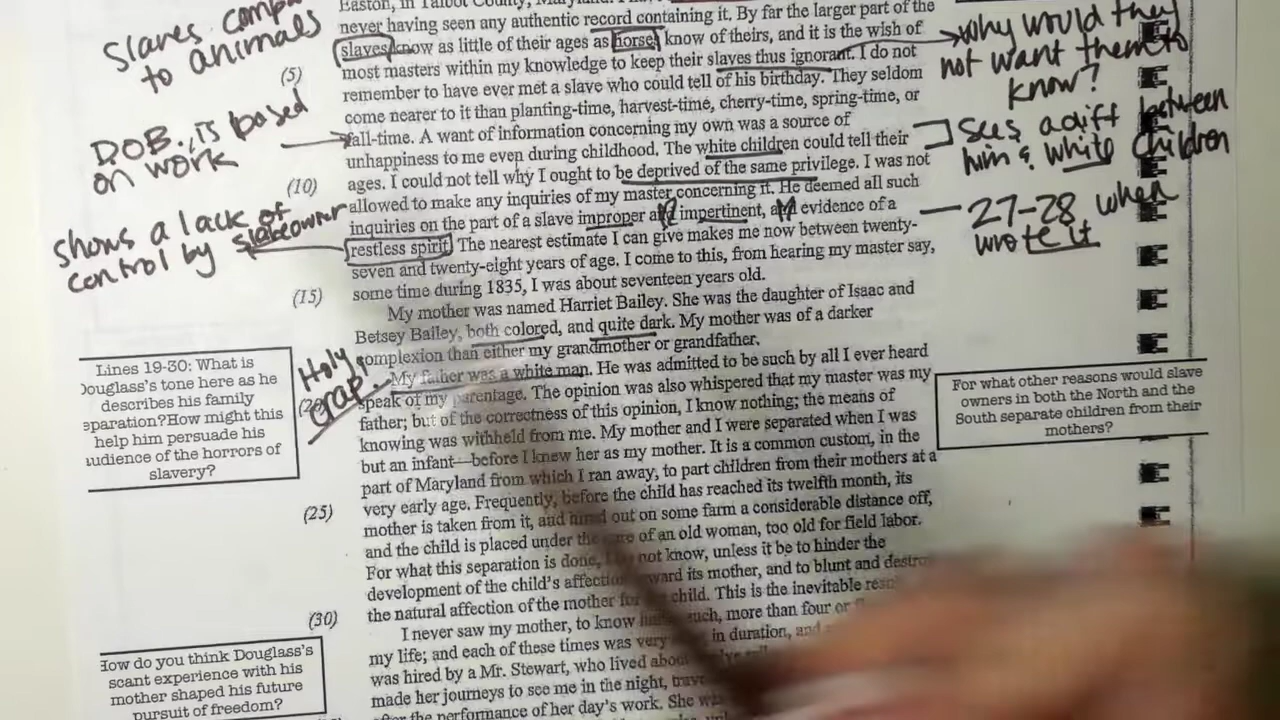 Slaves
to animals
(5)
D.O.B. is based
on work
(10)
shows a lack of
control by slaveowner
(15)
Easton, in Talbot County, Maryland. I
never having seen any authentic record containing it. By far the larger part of the
slaves know as little of their ages as horses know of theirs, and it is the wish of
most masters within my knowledge to keep their slaves thus ignorant. I do not
remember to have ever met a slave who could tell of his birthday. They seldom
come nearer to it than planting-time, harvest-time, cherry-time, spring-time, or
fall-time. A want of information concerning my own was a source of
unhappiness to me even during childhood. The white children could tell their
ages. I could not tell why I ought to be deprived of the same privilege. I was not
allowed to make any inquiries of my master concerning it. He deemed all such
inquiries on the part of a slave improper and impertinent, and evidence of a
restless spirit. The nearest estimate I can give makes me now between twenty-
seven and twenty-eight years of age. I come to this, from hearing my master say,
some time during 1835, I was about seventeen years old.
My mother was named Harriet Bailey. She was the daughter of Isaac and
Betsey Bailey, both colored, and quite dark. My mother was of a darker
complexion than either my grandmother or grandfather.
My father was a white man. He was admitted to be such by all I ever heard
speak of my parentage. The opinion was also whispered that my master was my
father; but of the correctness of this opinion, I know nothing; the means of
knowing was withheld from me. My mother and I were separated when I was
but an infant—before I knew her as my mother. It is a common custom, in the
part of Maryland from which I ran away, to part children from their mothers at a
very early age. Frequently, before the child has reached its twelfth month, its
mother is taken from it, and hired out on some farm a considerable distance off,
and the child is placed under the care of an old woman, too old for field labor.
For what this separation is done, I do not know, unless it be to hinder the
development of the child's affection toward its mother, and to blunt and destroy
the natural affection of the mother for the child. This is the inevitable
I never saw my mother, to know such, more than four or
my life; and each of these times was very in duration, and
was hired by a Mr. Stewart, who lived about
made her journeys to see me in the night,
after the performance of her day's work. She
why would they
not want them to
know?
Sees a diff between
him & white children
27-28 when
wrote it
Holy
crap.
Lines 19-30: What is
Douglass's tone here as he
describes his family
separation?How might this
help him persuade his
audience of the horrors of
slavery?
For what other reasons would slave
owners in both the North and the
South separate children from their
mothers?
(25)
(30)
How do you think Douglass's
scant experience with his
mother shaped his future
pursuit of freedom?